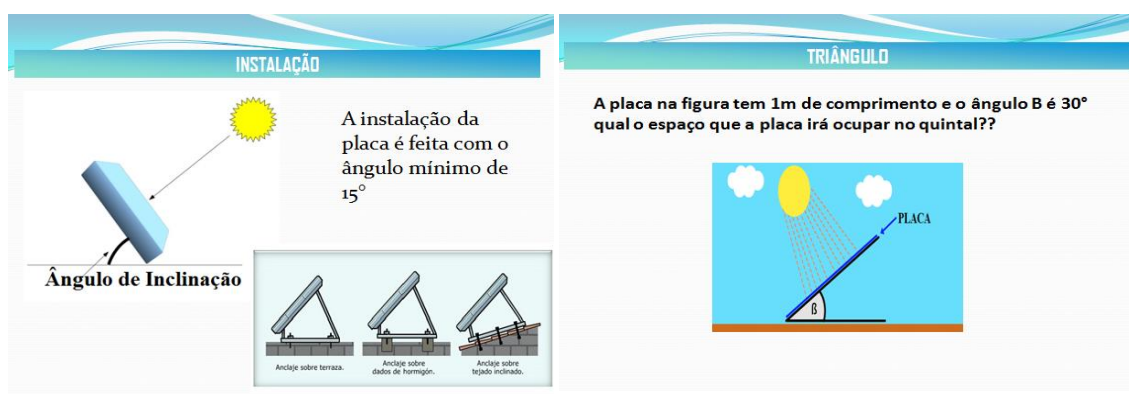 INSTALAÇÃO
A instalação da
placa é feita com o
ângulo mínimo de
15°
Ângulo de Inclinação
Anclaje sobre terraza.
Anclaje sobre
dados de hormigón.
Anclaje sobre
tejado inclinado.
TRIÂNGULO
A placa na figura tem 1m de comprimento e o ângulo B é 30°
qual o espaço que a placa irá ocupar no quintal??
PLACA
ß